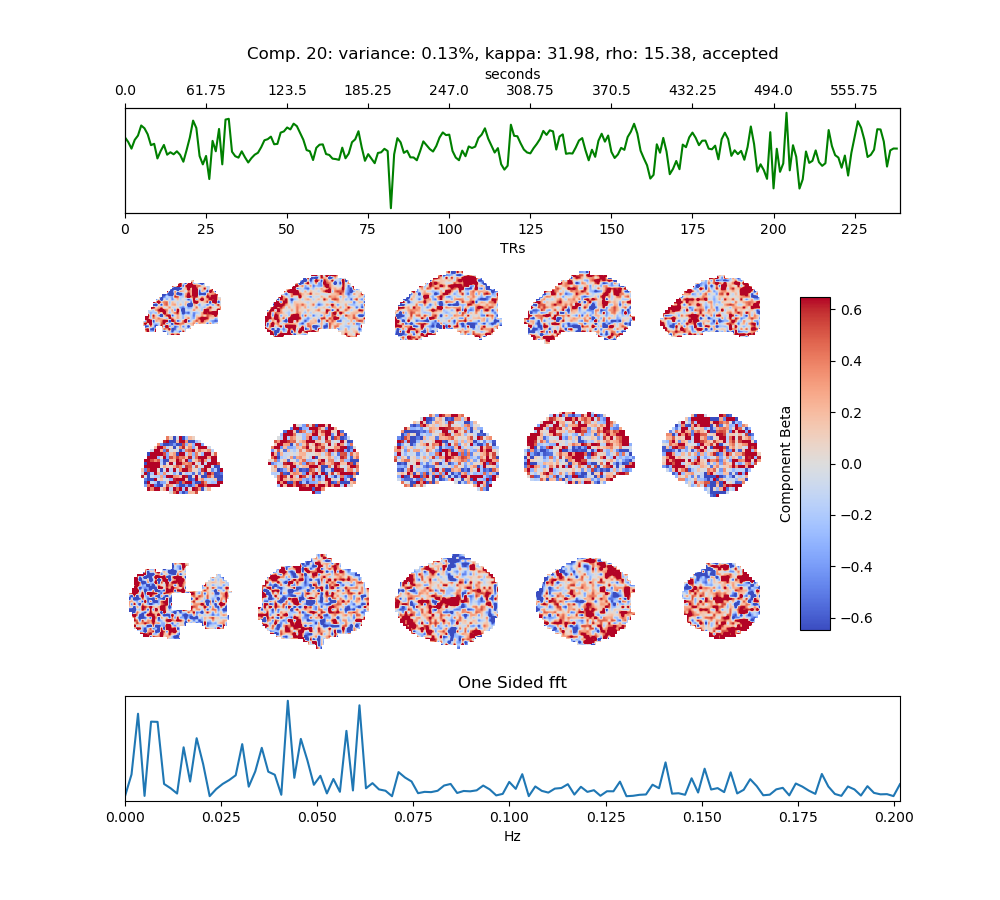 Comp. 20: variance: 0.13%, kappa: 31.98, rho: 15.38, accepted
seconds
0.0 61.75 123.5 185.25 247.0 308.75 370.5 432.25 494.0 555.75
0 25 50 75 100 125 150 175 200 225
TRs
0.6
0.4
0.2
0.0
−0.2
−0.4
−0.6
Component Beta
One Sided fft
0.000 0.025 0.050 0.075 0.100 0.125 0.150 0.175 0.200
Hz